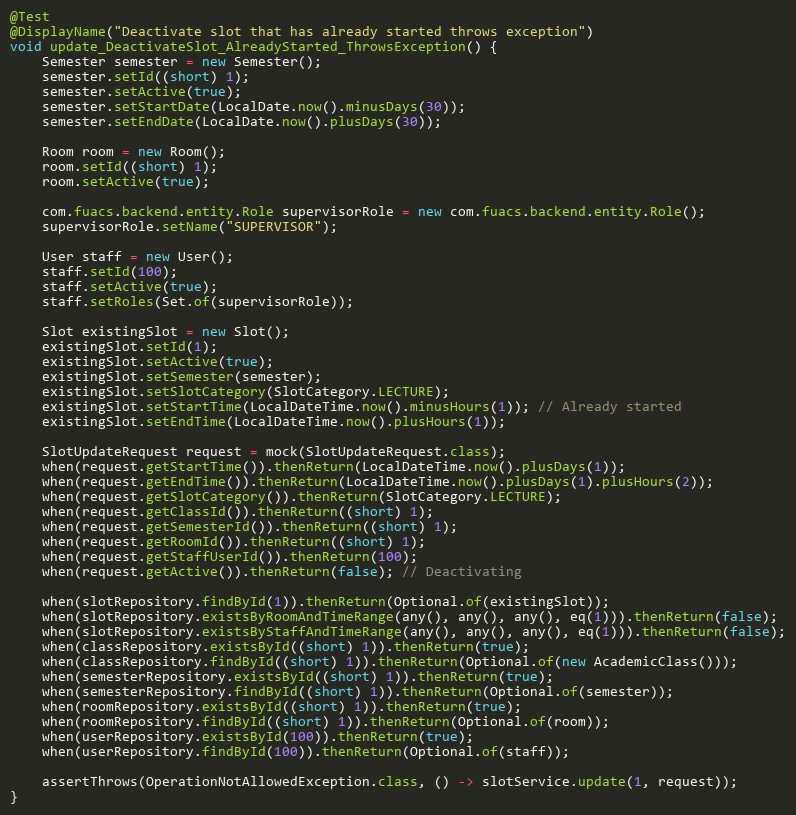 @Test
@DisplayName("Deactivate slot that has already started throws exception")
void update_DeactivateSlot_AlreadyStarted_ThrowsException() {
    Semester semester = new Semester();
    semester.setId((short) 1);
    semester.setActive(true);
    semester.setStartDate(LocalDate.now().minusDays(30));
    semester.setEndDate(LocalDate.now().plusDays(30));

    Room room = new Room();
    room.setId((short) 1);
    room.setActive(true);

    com.fuacs.backend.entity.Role supervisorRole = new com.fuacs.backend.entity.Role();
    supervisorRole.setName("SUPERVISOR");

    User staff = new User();
    staff.setId(100);
    staff.setActive(true);
    staff.setRoles(Set.of(supervisorRole));

    Slot existingSlot = new Slot();
    existingSlot.setId(1);
    existingSlot.setActive(true);
    existingSlot.setSemester(semester);
    existingSlot.setSlotCategory(SlotCategory.LECTURE);
    existingSlot.setStartTime(LocalDateTime.now().minusHours(1)); // Already started
    existingSlot.setEndTime(LocalDateTime.now().plusHours(1));

    SlotUpdateRequest request = mock(SlotUpdateRequest.class);
    when(request.getStartTime()).thenReturn(LocalDateTime.now().plusDays(1));
    when(request.getEndTime()).thenReturn(LocalDateTime.now().plusDays(1).plusHours(2));
    when(request.getSlotCategory()).thenReturn(SlotCategory.LECTURE);
    when(request.getClassId()).thenReturn((short) 1);
    when(request.getSemesterId()).thenReturn((short) 1);
    when(request.getRoomId()).thenReturn((short) 1);
    when(request.getStaffUserId()).thenReturn(100);
    when(request.getActive()).thenReturn(false); // Deactivating

    when(slotRepository.findById(1)).thenReturn(Optional.of(existingSlot));
    when(slotRepository.existsByRoomAndTimeRange(any(), any(), any(), eq(1))).thenReturn(false);
    when(slotRepository.existsByStaffAndTimeRange(any(), any(), any(), eq(1))).thenReturn(false);
    when(classRepository.existsById((short) 1)).thenReturn(true);
    when(classRepository.findById((short) 1)).thenReturn(Optional.of(new AcademicClass()));
    when(semesterRepository.existsById((short) 1)).thenReturn(true);
    when(semesterRepository.findById((short) 1)).thenReturn(Optional.of(semester));
    when(roomRepository.existsById((short) 1)).thenReturn(true);
    when(roomRepository.findById((short) 1)).thenReturn(Optional.of(room));
    when(userRepository.existsById(100)).thenReturn(true);
    when(userRepository.findById(100)).thenReturn(Optional.of(staff));

    assertThrows(OperationNotAllowedException.class, () -> slotService.update(1, request));
}